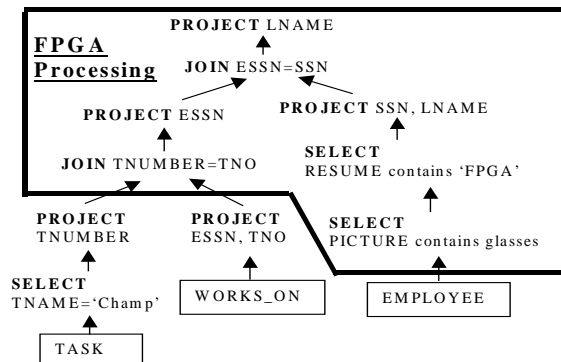 PROJECT LNAME
FPGA
Processing
JOIN ESSN=SSN
PROJECT ESSN
PROJECT SSN, LNAME
JOIN TNUMBER=TNO
SELECT
RESUME contains ‘FPGA’
PROJECT
TNUMBER
PROJECT
ESSN, TNO
SELECT
PICTURE contains glasses
SELECT
TNAME=‘Champ’
WORKS_ON
EMPLOYEE
TASK